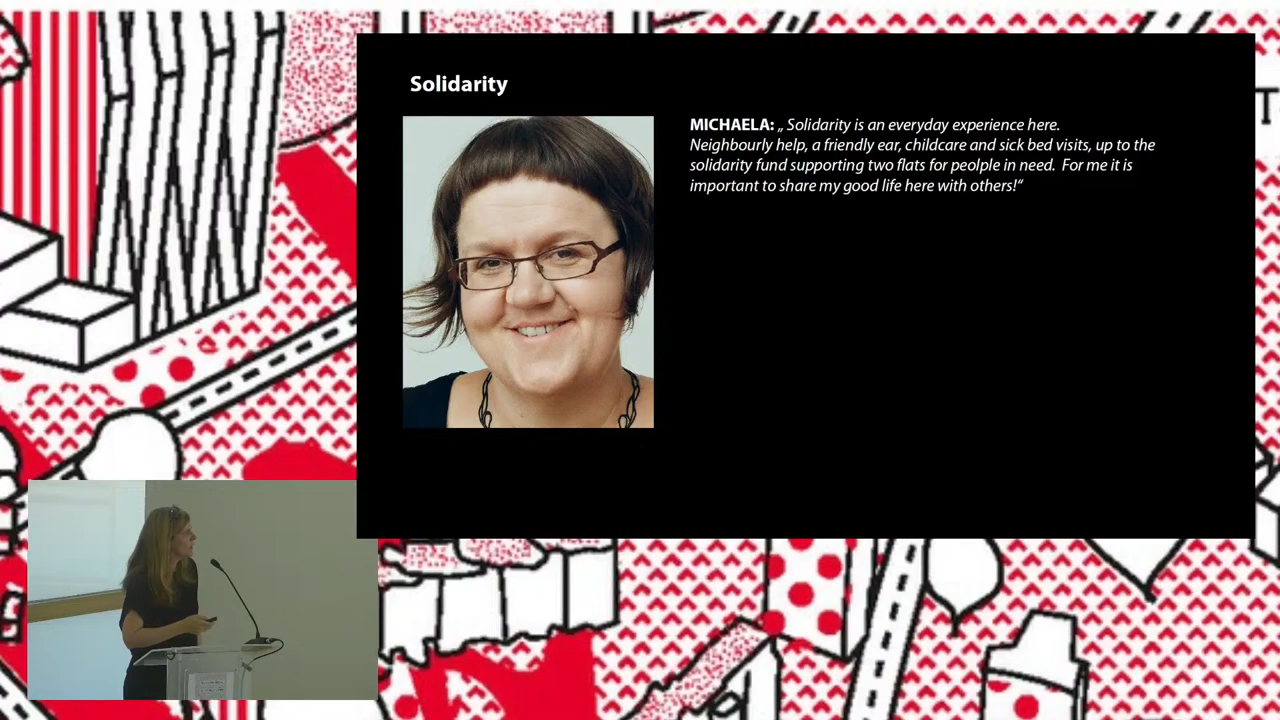 Solidarity
MICHAELA: „ Solidarity is an everyday experience here.
Neighbourly help, a friendly ear, childcare and sick bed visits, up to the
solidarity fund supporting two flats for peolple in need.  For me it is
important to share my good life here with others!“
T